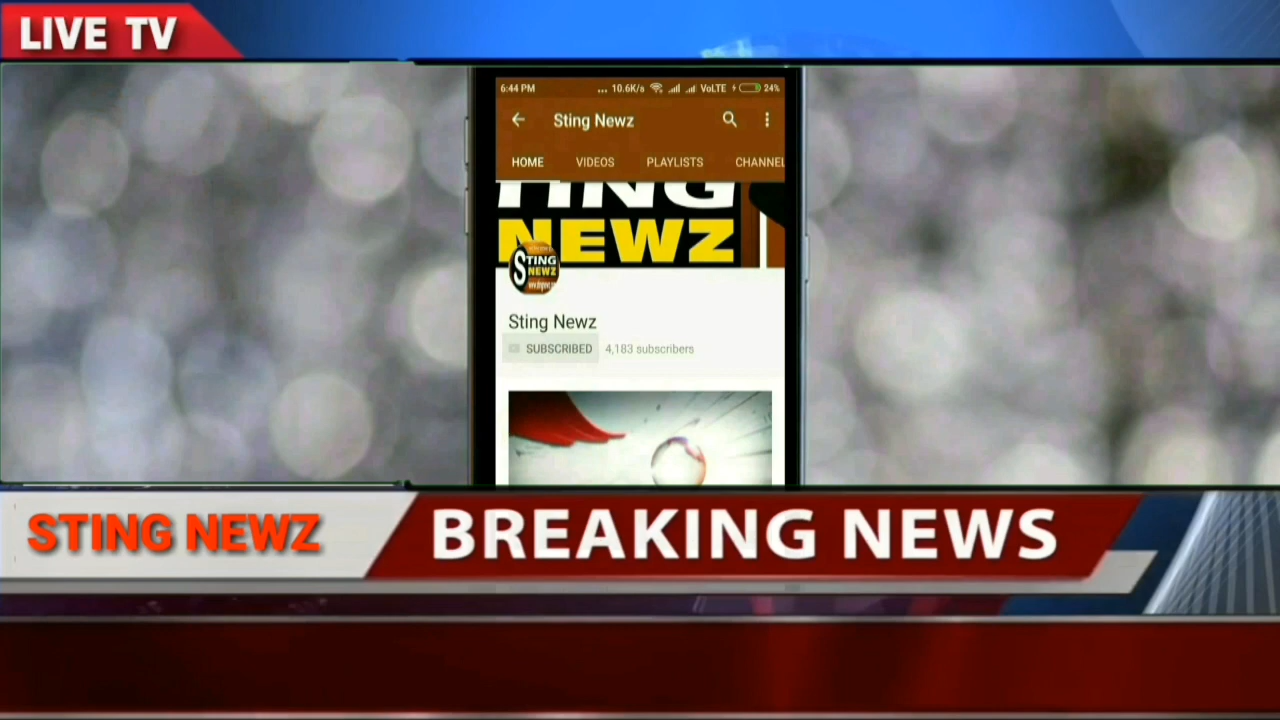 LIVE TV
6:44 PM ... 10.6K/s VoLTE 24%
Sting Newz
HOME VIDEOS PLAYLISTS CHANNEL
TING
NEWZ
STING
NEWZ
Sting Newz
SUBSCRIBED 4,183 subscribers
STING NEWZ
BREAKING NEWS